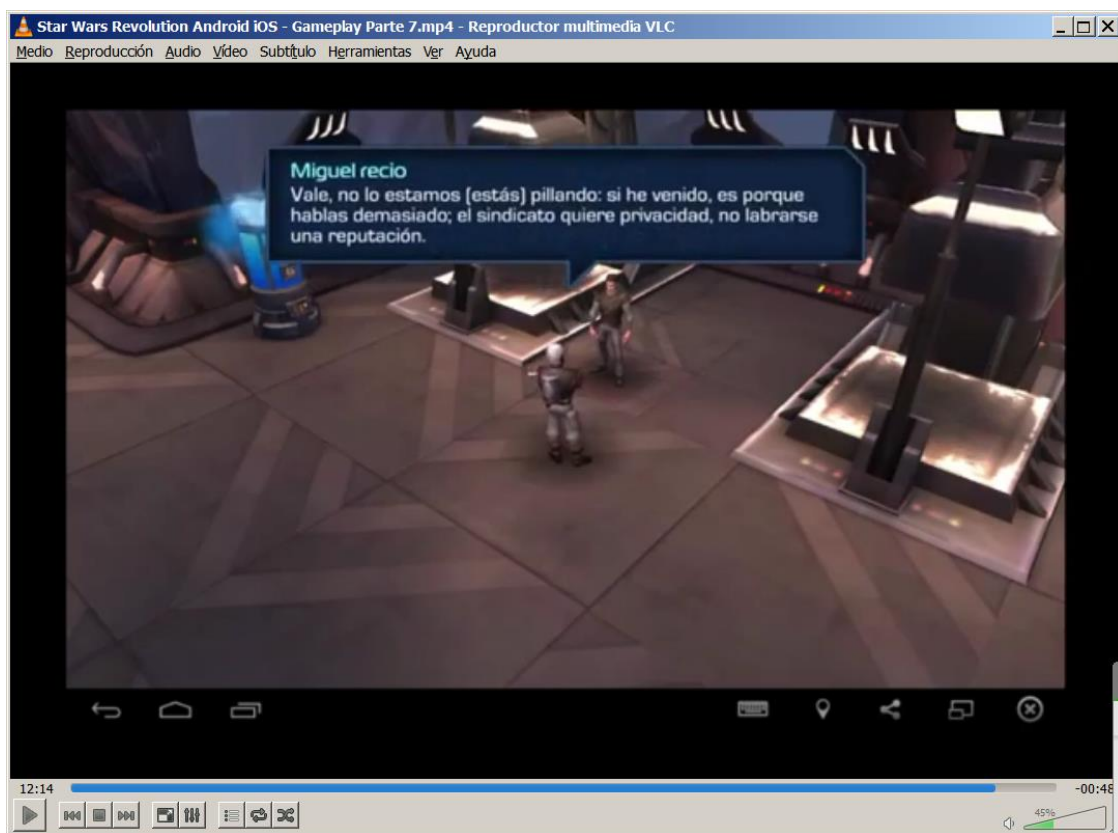 Star Wars Revolution Android iOS - Gameplay Parte 7.mp4 - Reproductor multimedia VLC
Medio Reproducción Audio Vídeo Subtítulo Herramientas Ver Ayuda
Miguel recio
Vale, no lo estamos (estás) pillando: si he venido, es porque
hablas demasiado; el sindicato quiere privacidad, no labrarse
una reputación.
12:14 -00:48
45%